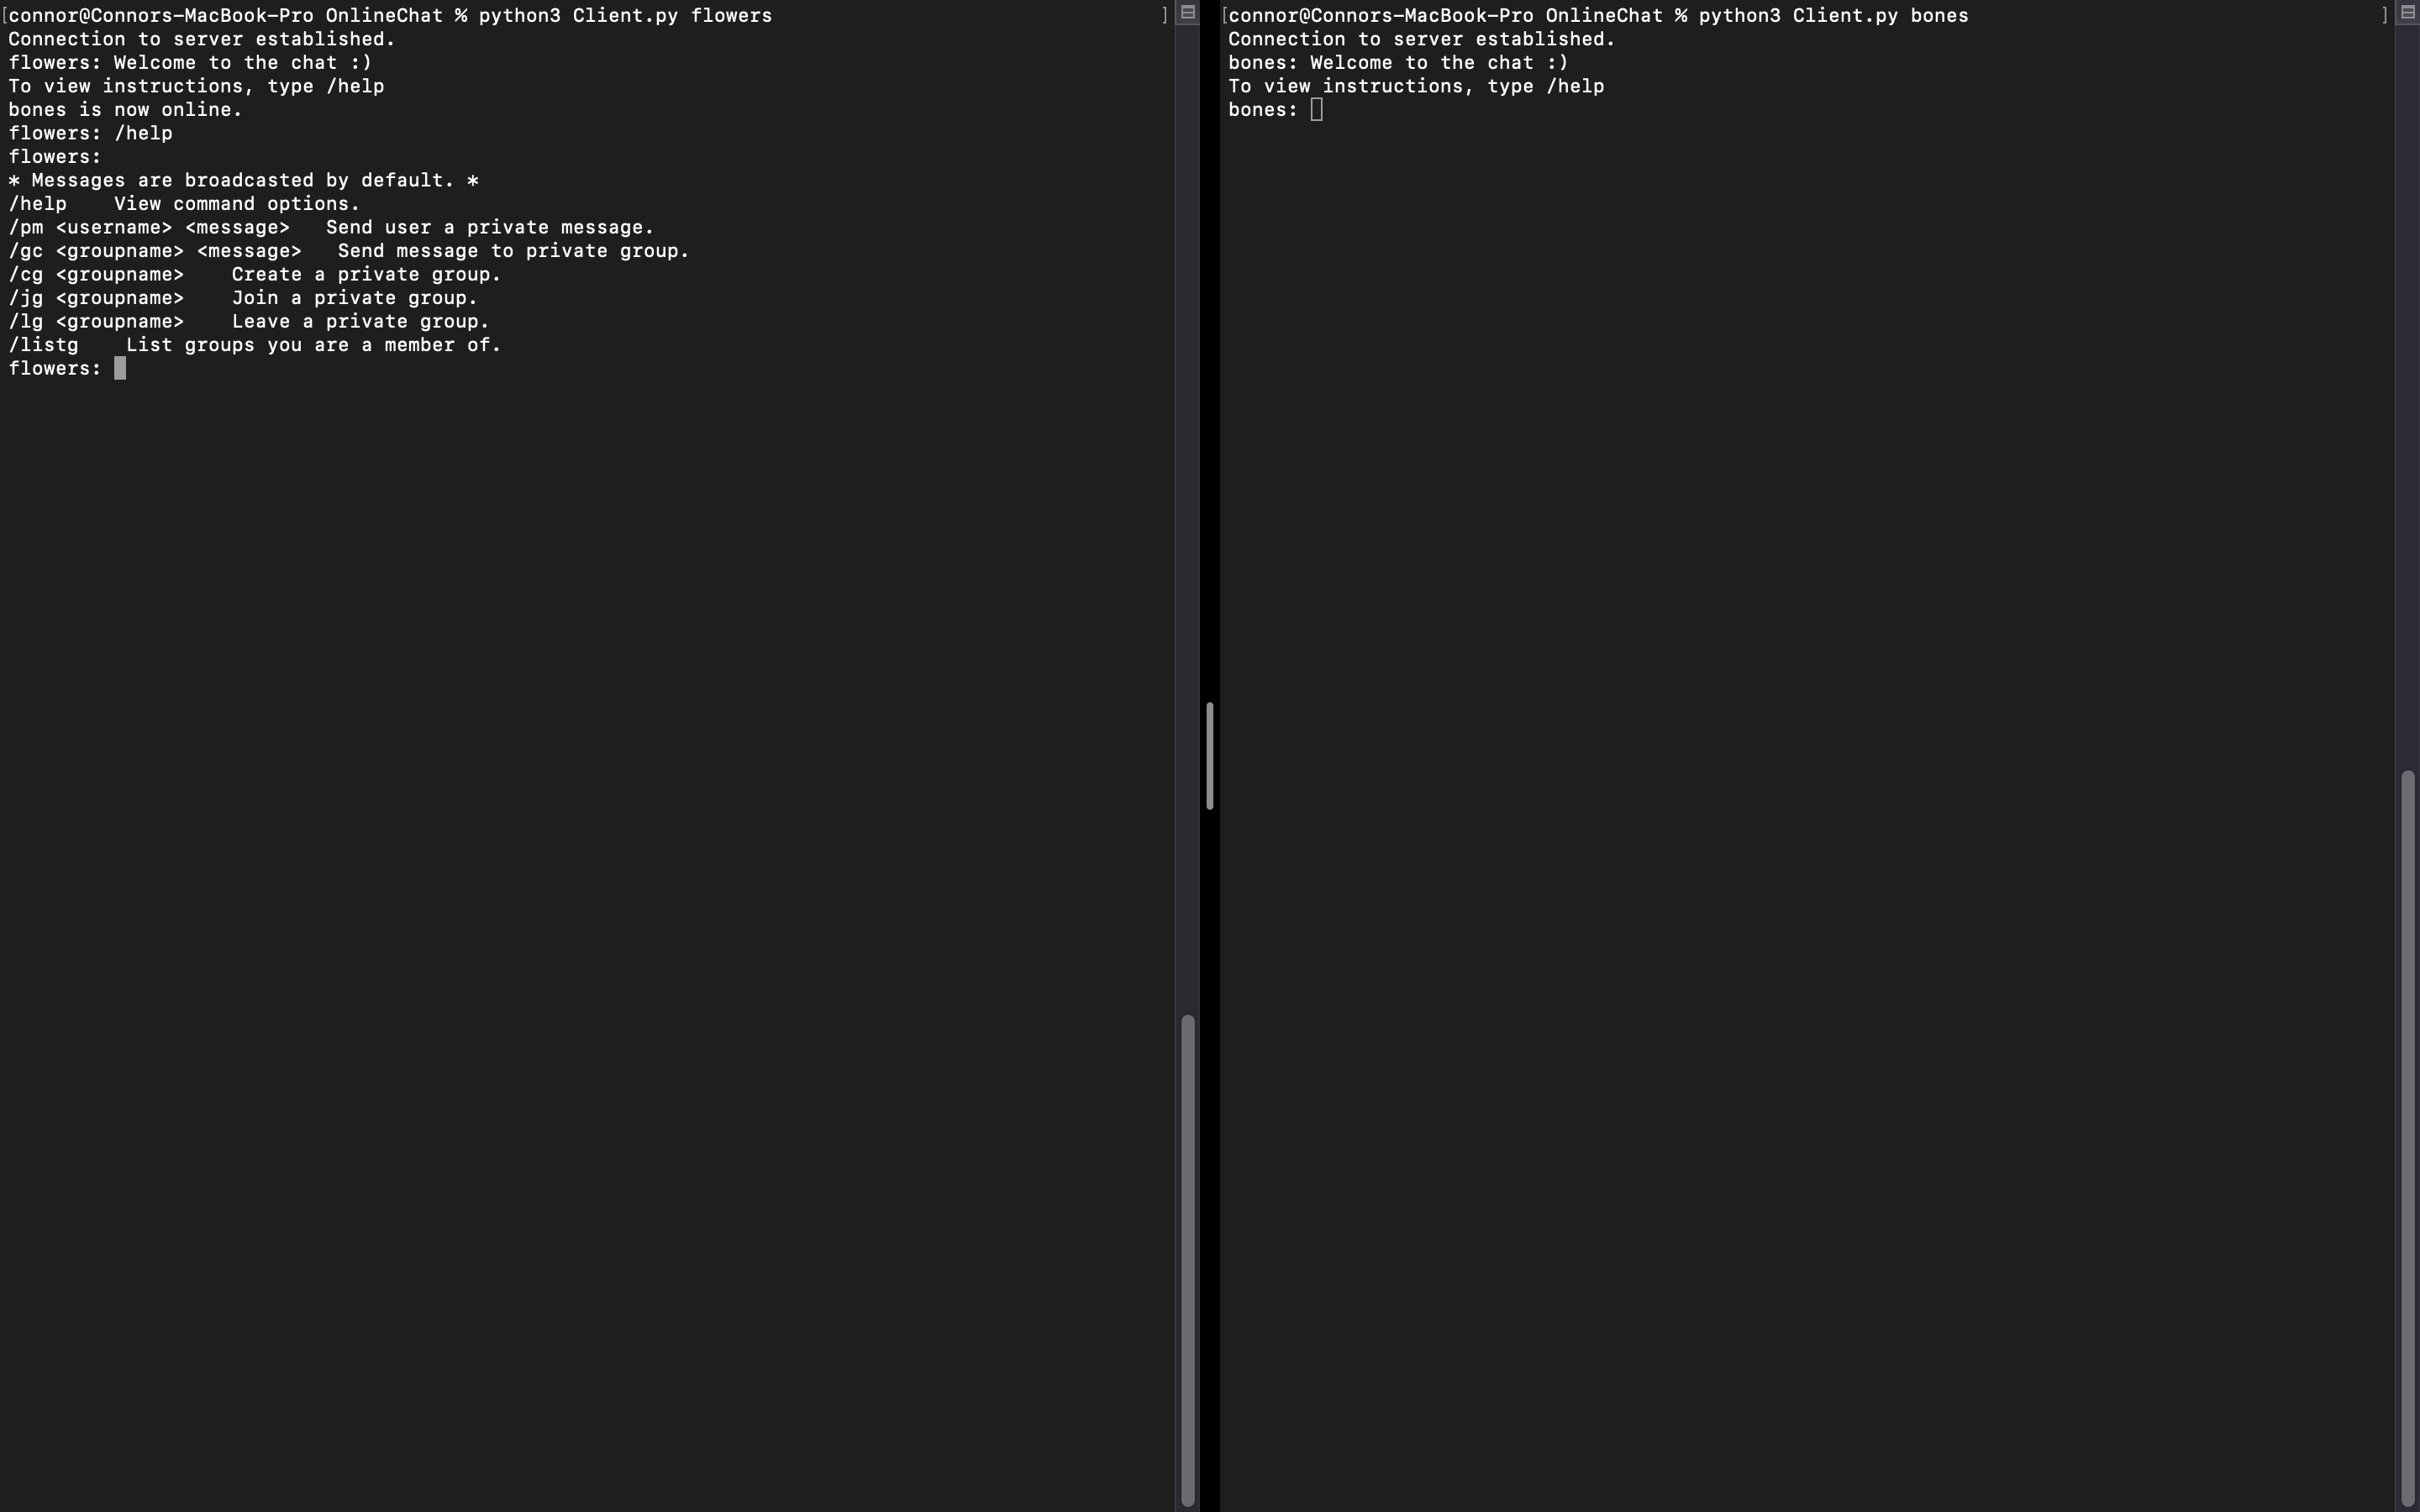 [connor@Connors-MacBook-Pro OnlineChat % python3 Client.py flowers ]
Connection to server established.
flowers: Welcome to the chat :)
To view instructions, type /help
bones is now online.
flowers: /help
flowers:
* Messages are broadcasted by default. *
/help    View command options.
/pm <username> <message>   Send user a private message.
/gc <groupname> <message>   Send message to private group.
/cg <groupname>    Create a private group.
/jg <groupname>    Join a private group.
/lg <groupname>    Leave a private group.
/listg    List groups you are a member of.
flowers:
[connor@Connors-MacBook-Pro OnlineChat % python3 Client.py bones ]
Connection to server established.
bones: Welcome to the chat :)
To view instructions, type /help
bones: